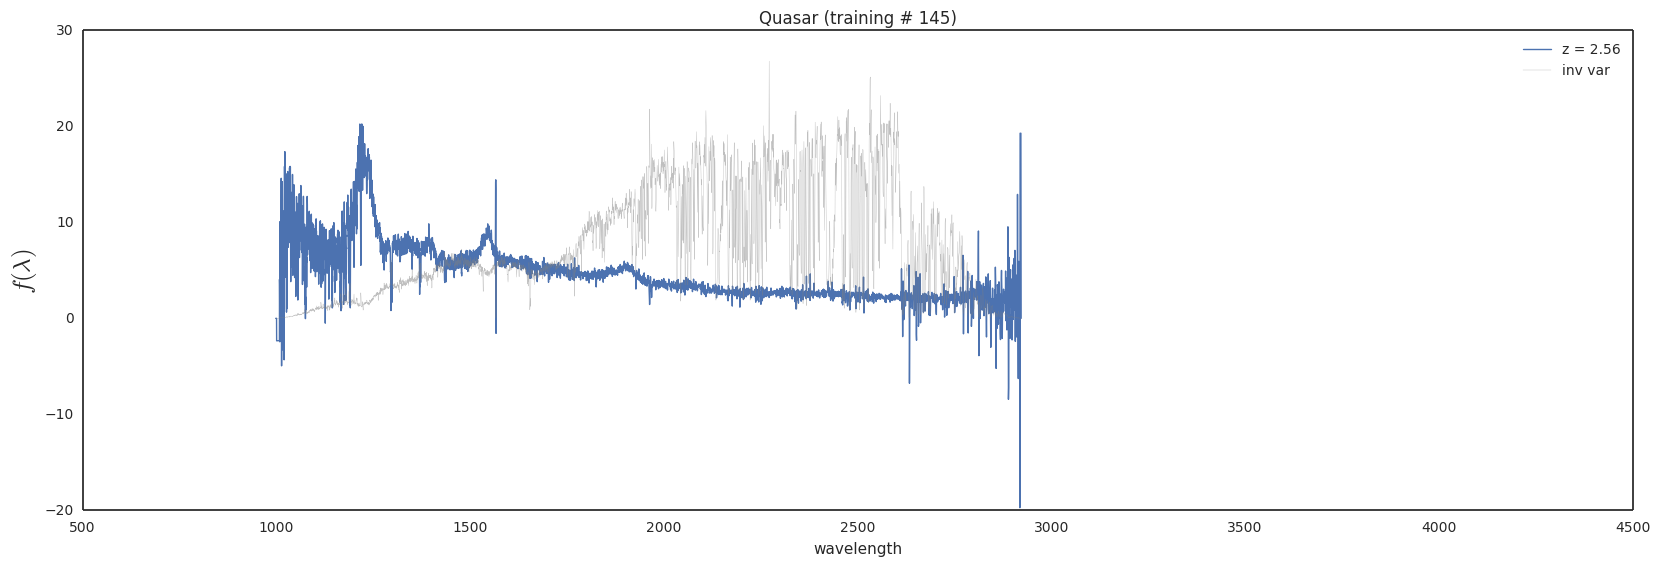 Quasar (training # 145)
z = 2.56
inv var
30
20
10
0
−10
−20
f(λ)
500 1000 1500 2000 2500 3000 3500 4000 4500
wavelength